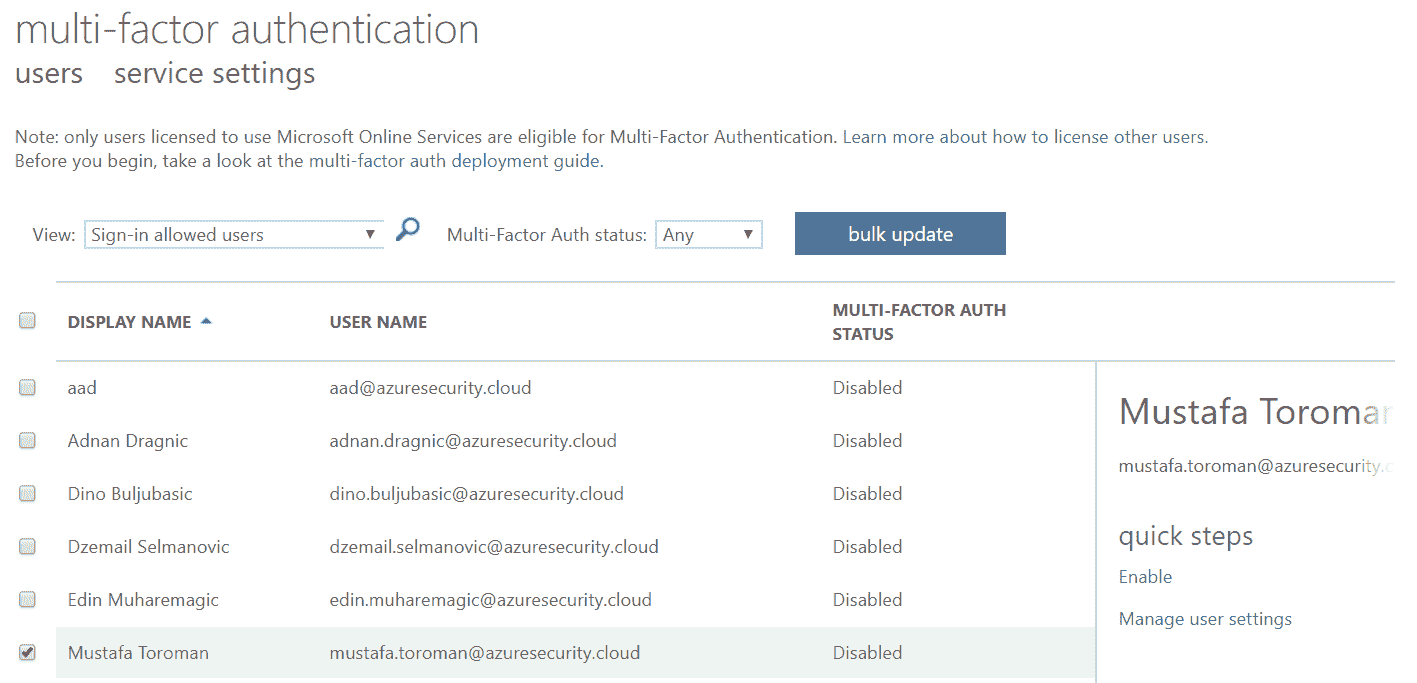 multi-factor authentication
users service settings
Note: only users licensed to use Microsoft Online Services are eligible for Multi-Factor Authentication. Learn more about how to license other users.
Before you begin, take a look at the multi-factor auth deployment guide.
View: Sign-in allowed users Multi-Factor Auth status: Any bulk update
DISPLAY NAME USER NAME MULTI-FACTOR AUTH
STATUS
aad aad@azuresecurity.cloud Disabled
Adnan Dragnic adnan.dragnic@azuresecurity.cloud Disabled
Dino Buljubasic dino.buljubasic@azuresecurity.cloud Disabled
Dzemail Selmanovic dzemail.selmanovic@azuresecurity.cloud Disabled
Edin Muharemagic edin.muharemagic@azuresecurity.cloud Disabled
Mustafa Toroman mustafa.toroman@azuresecurity.cloud Disabled
Mustafa Toromar
mustafa.toroman@azuresecurity.c
quick steps
Enable
Manage user settings